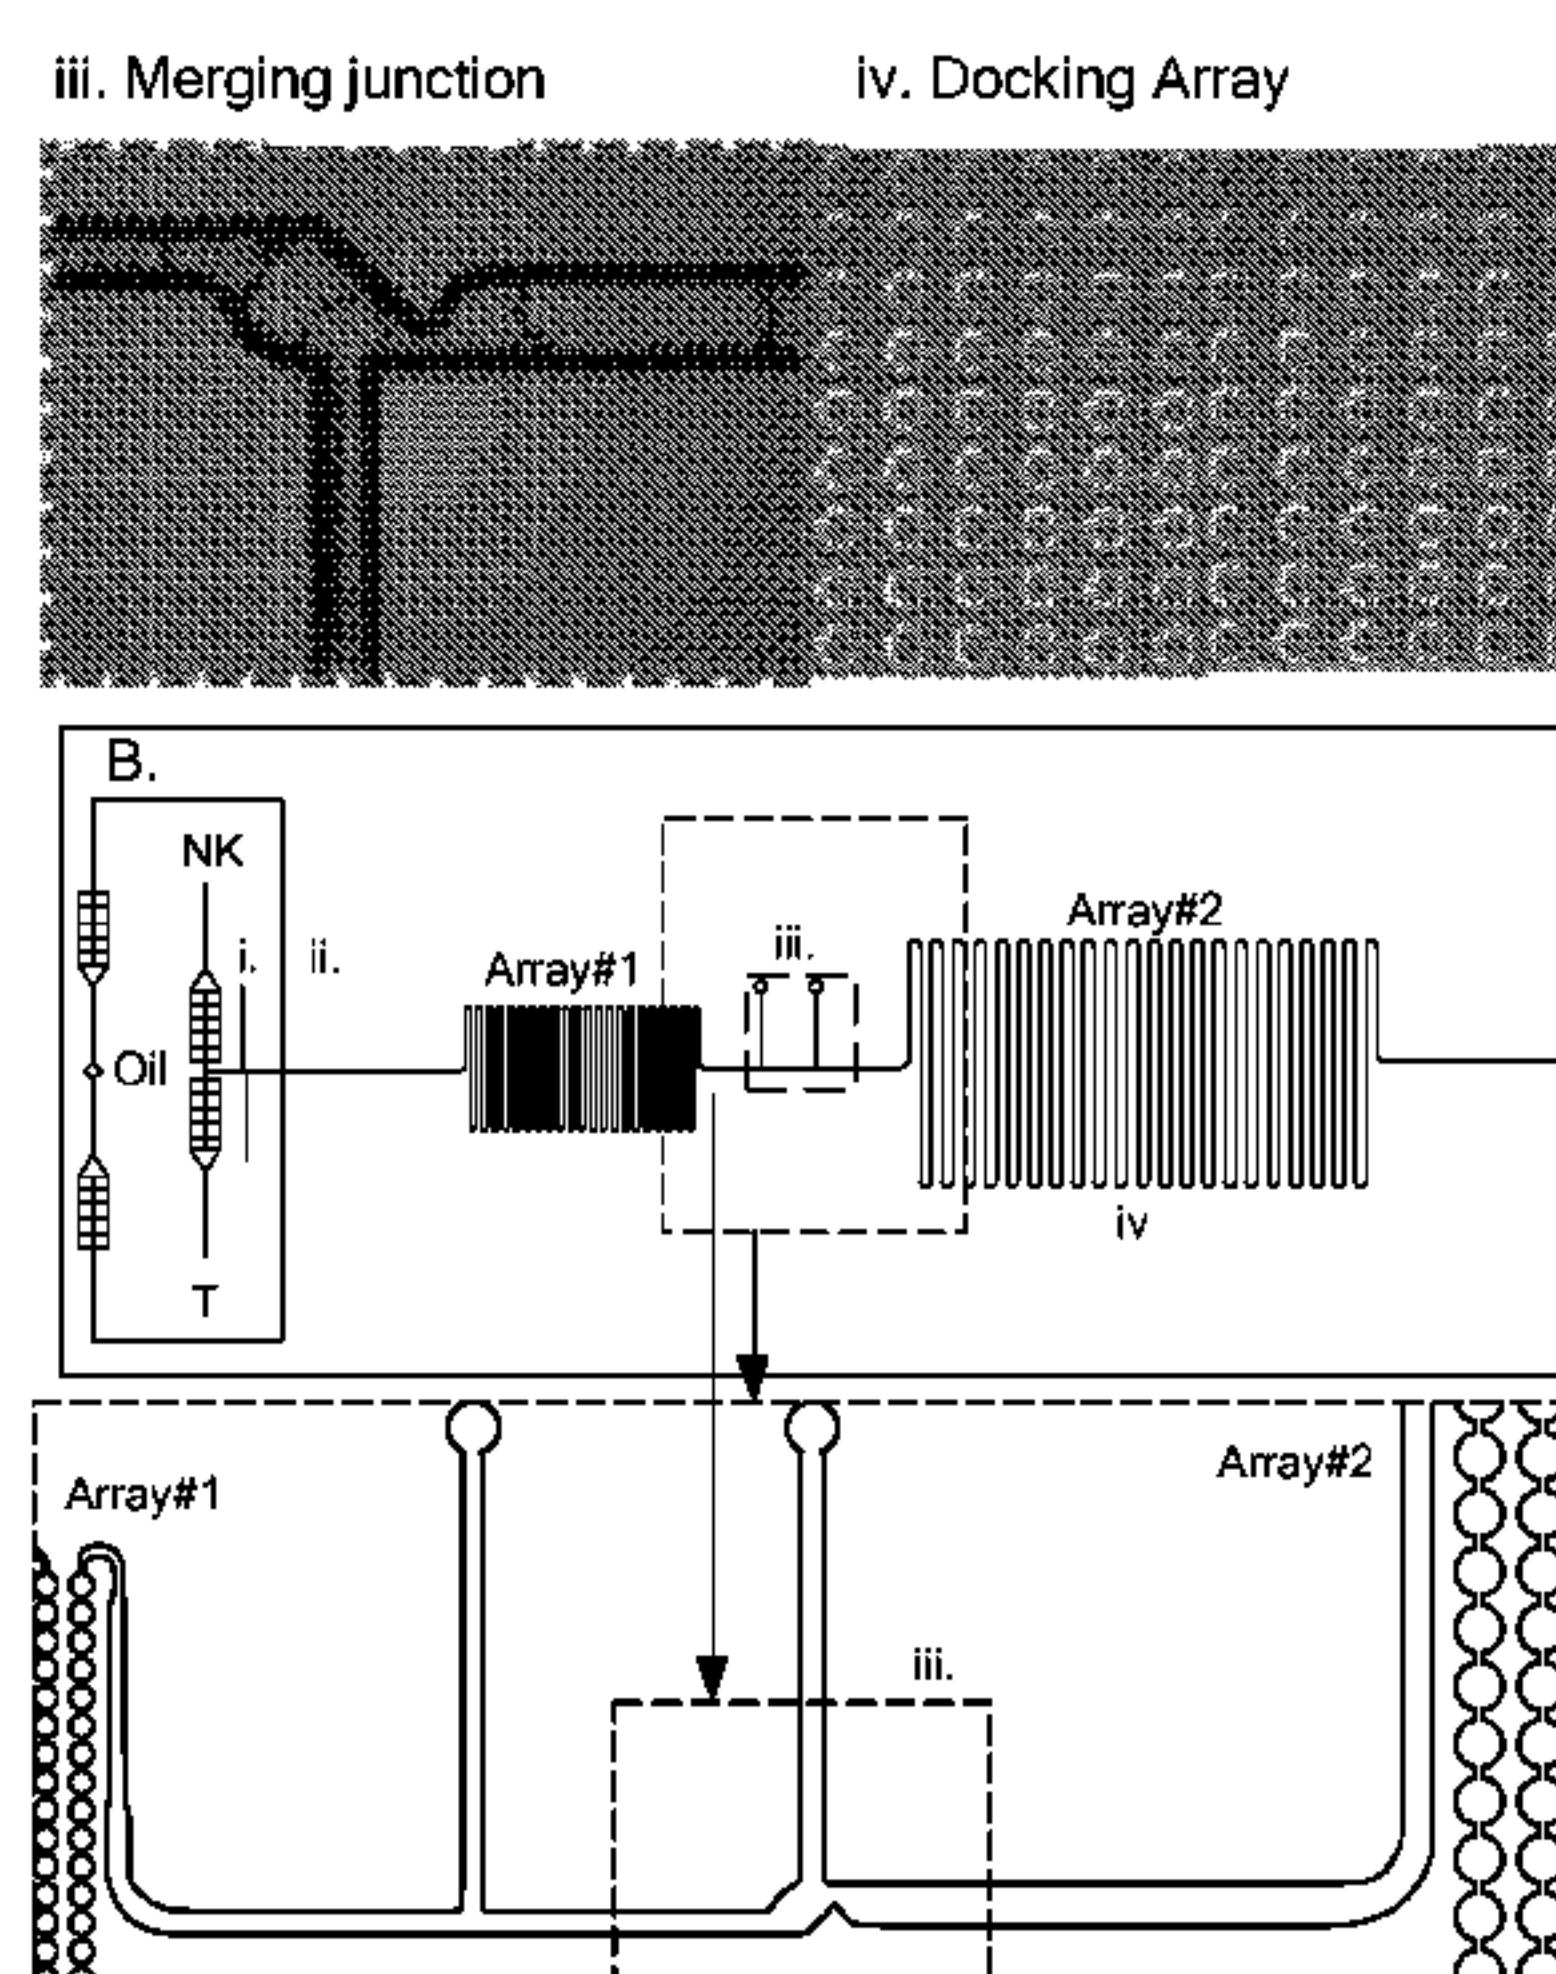 iii. Merging junction
iv. Docking Array
B.
NK
i.
ii.
Array#1
iii.
Array#2
Oil
iv
T
Array#1
Array#2
iii.